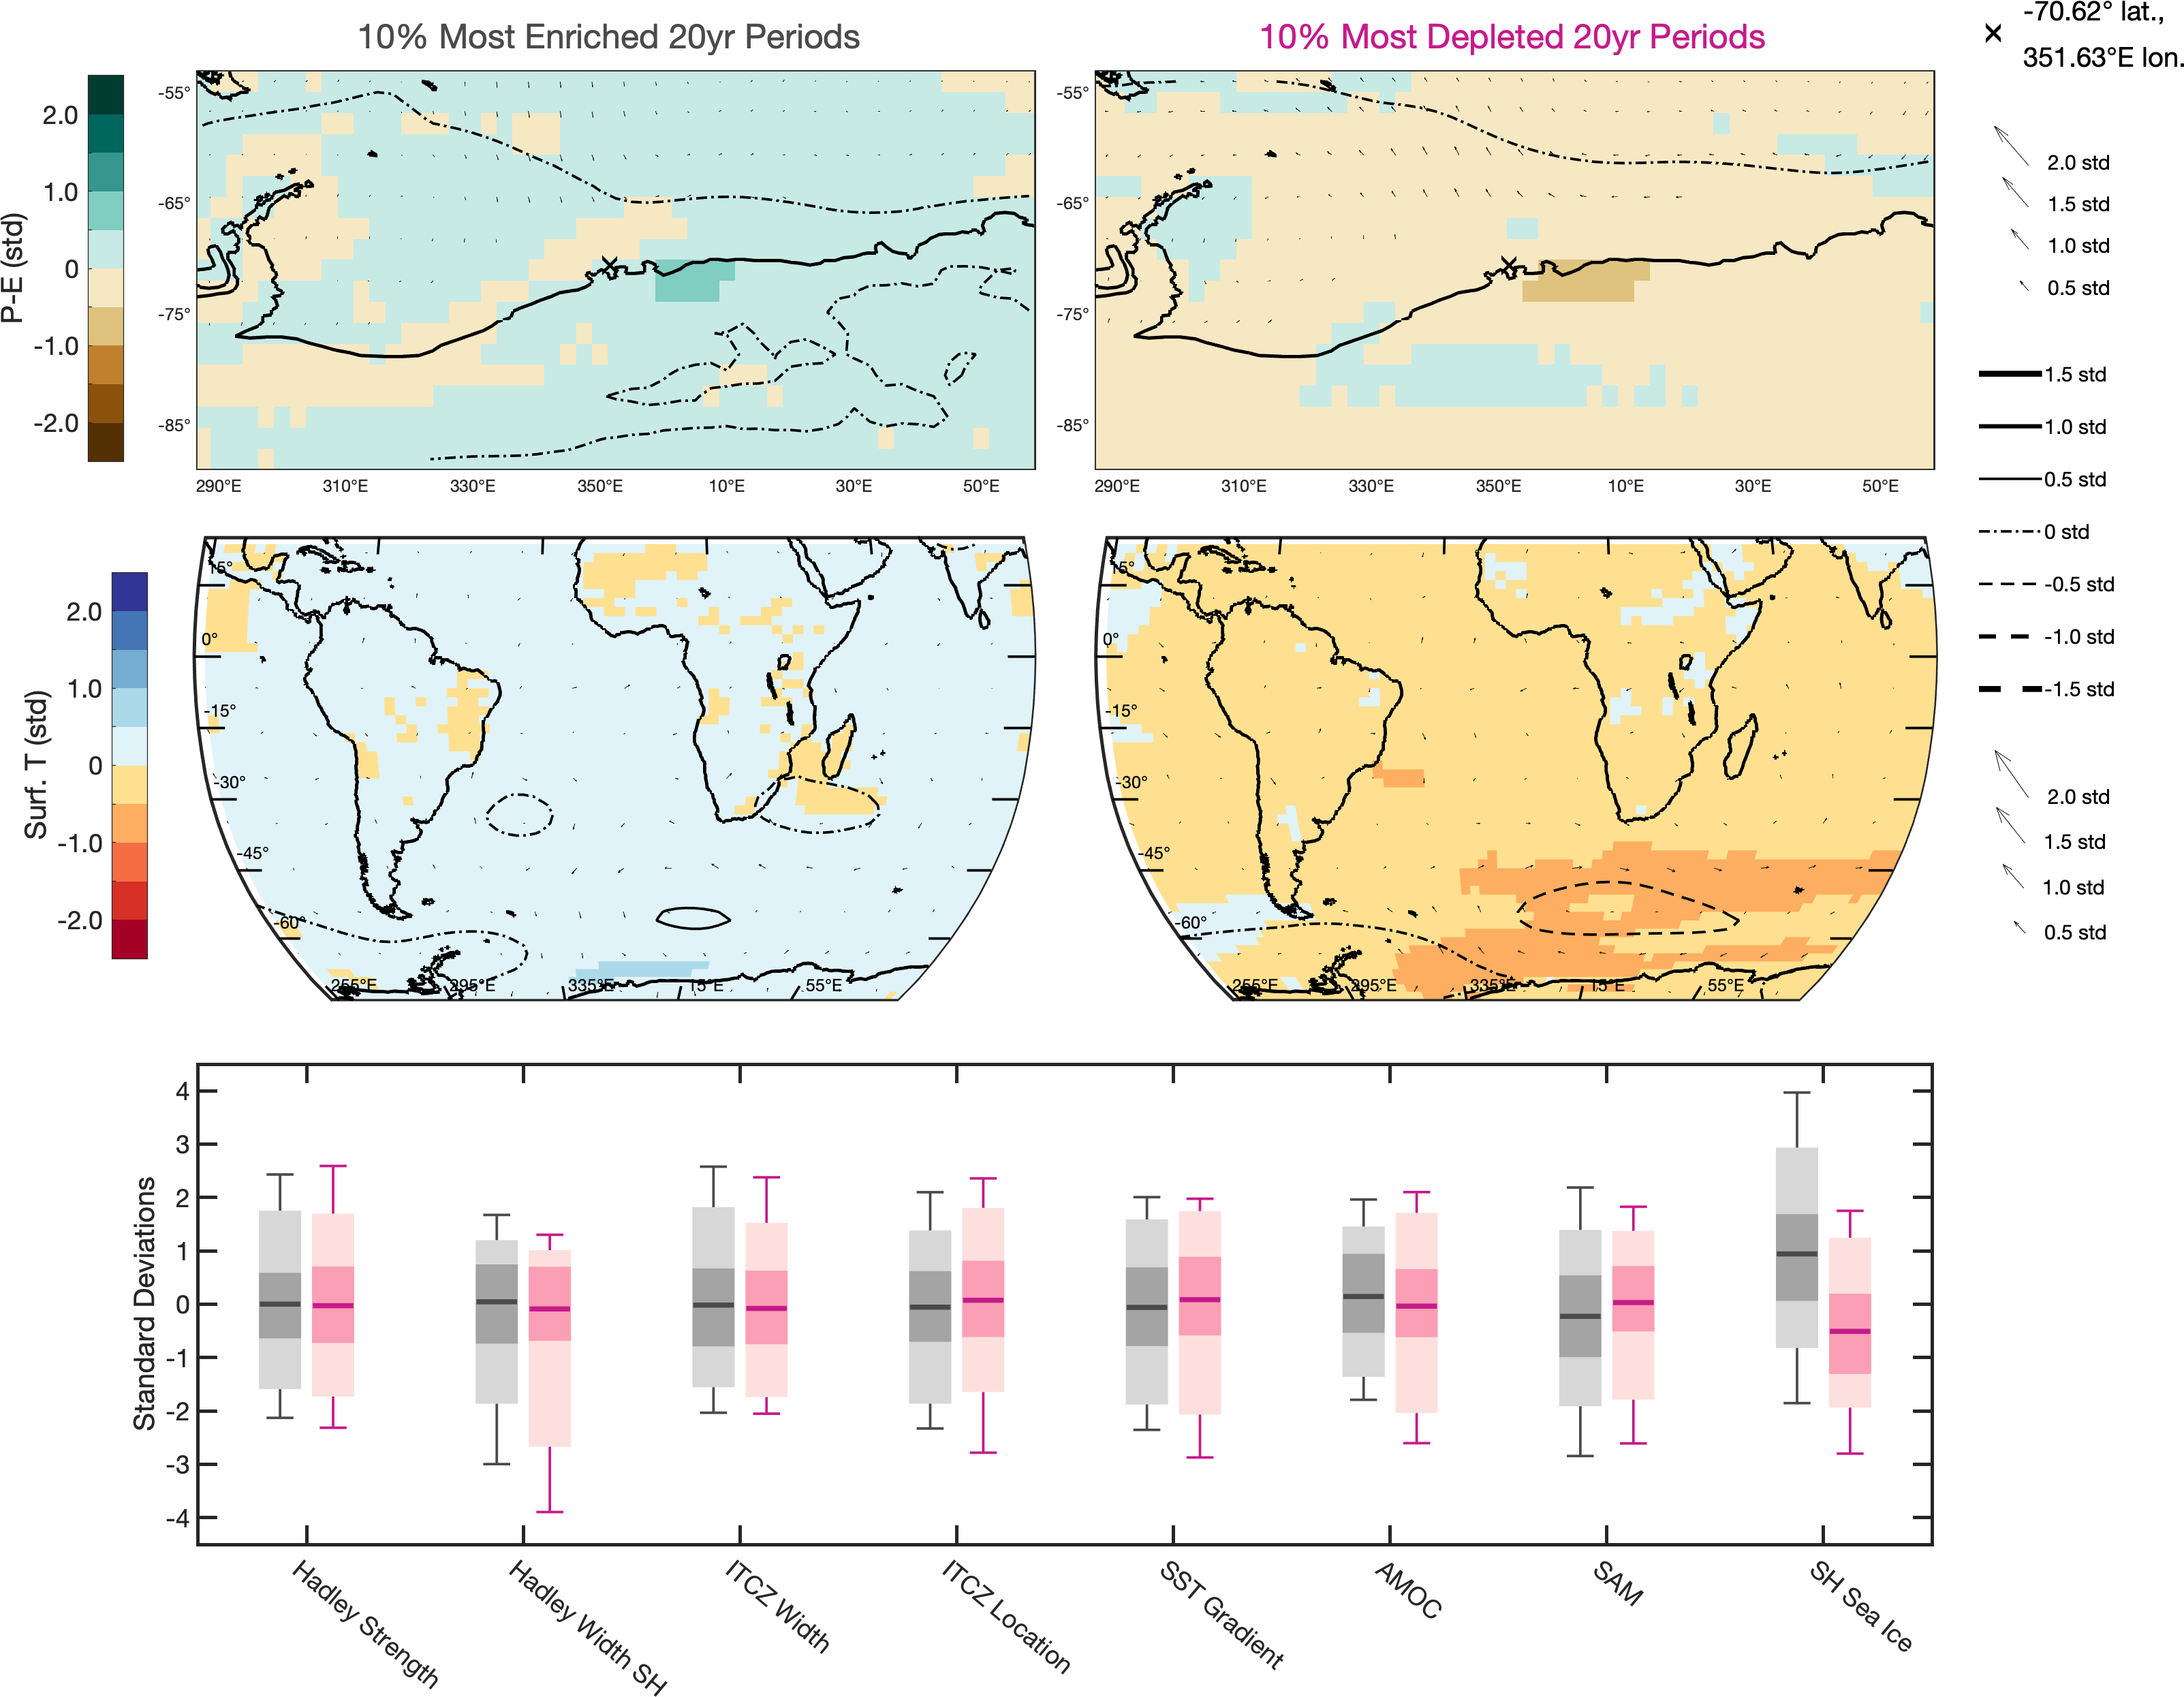 10% Most Enriched 20yr Periods
10% Most Depleted 20yr Periods
-70.62° lat.,
351.63°E lon.
P-E (std)
2.0
1.0
0
-1.0
-2.0
-55°
-65°
-75°
-85°
290°E 310°E 330°E 350°E 10°E 30°E 50°E
-55°
-65°
-75°
-85°
290°E 310°E 330°E 350°E 10°E 30°E 50°E
2.0 std
1.5 std
1.0 std
0.5 std
1.5 std
1.0 std
0.5 std
0 std
-0.5 std
-1.0 std
-1.5 std
2.0 std
1.5 std
1.0 std
0.5 std
Surf. T (std)
2.0
1.0
0
-1.0
-2.0
15°
0°
-15°
-30°
-45°
-60°
255°E 295°E 335°E 15°E 55°E
15°
0°
-15°
-30°
-45°
-60°
255°E 295°E 335°E 15°E 55°E
Standard Deviations
4
3
2
1
0
-1
-2
-3
-4
Hadley Strength
Hadley Width SH
ITCZ Width
ITCZ Location
SST Gradient
AMOC
SAM
SH Sea Ice